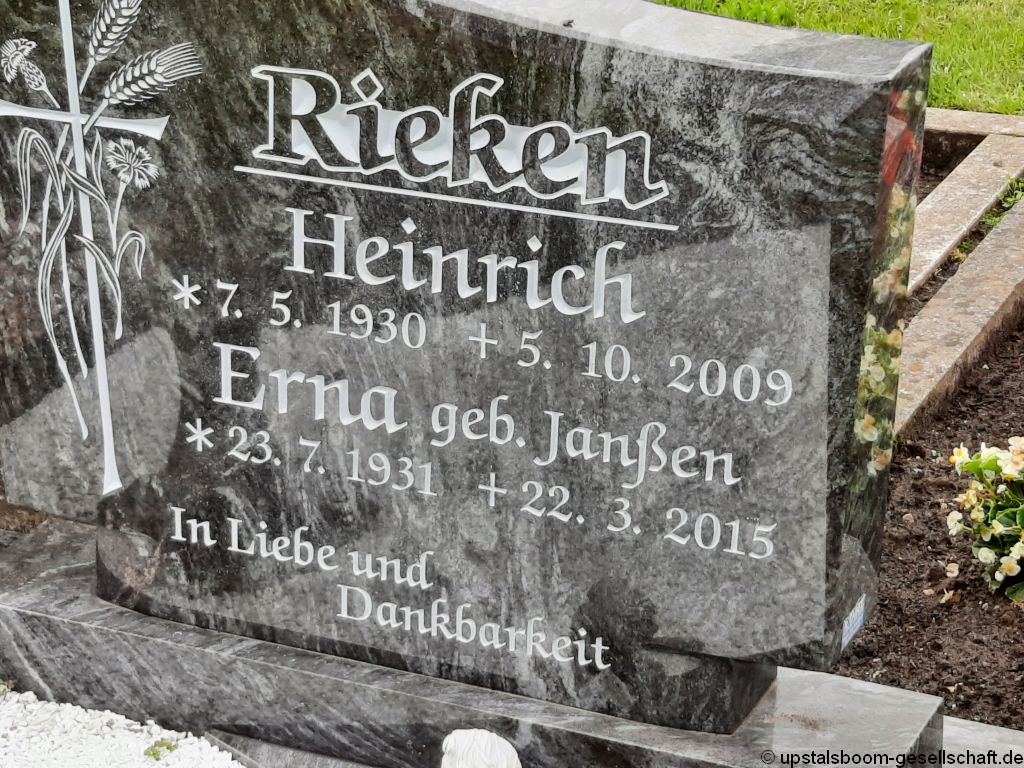 Rieken
Heinrich
* 7. 5. 1930 + 5. 10. 2009
Erna geb. Janßen
* 23. 7. 1931 + 22. 3. 2015
In Liebe und
Dankbarkeit
© upstalsboom-gesellschaft.de